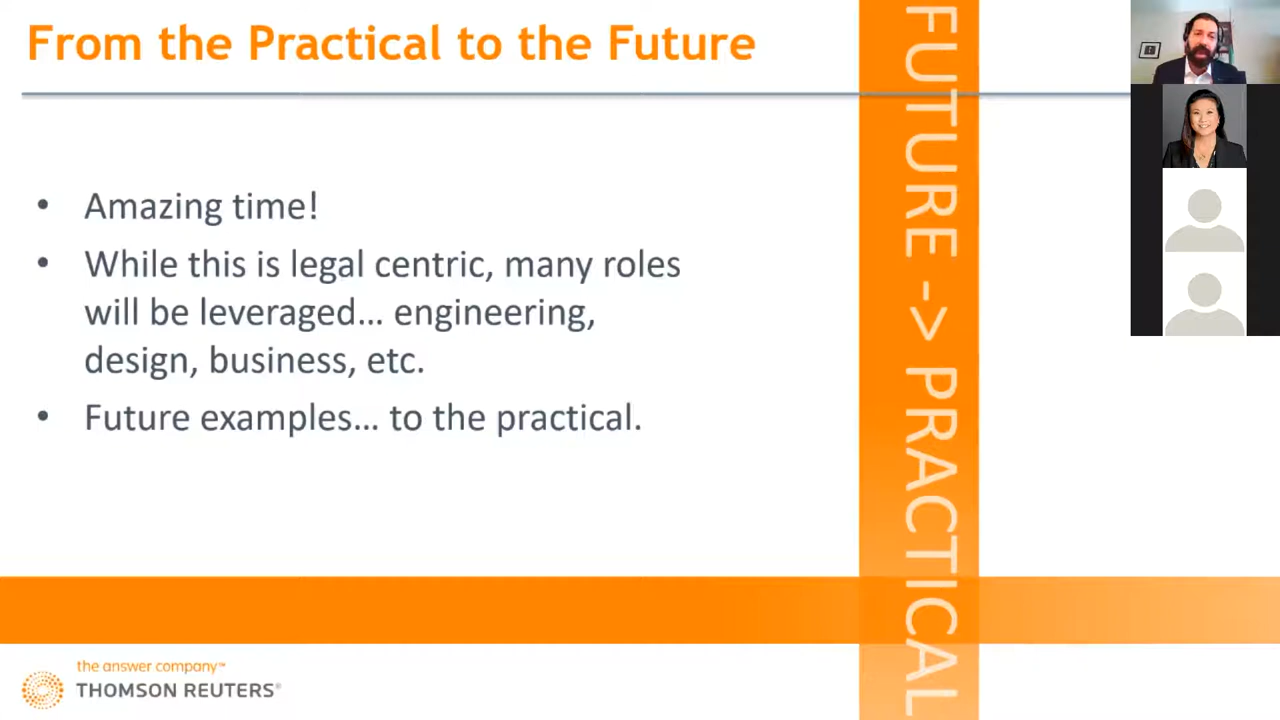 From the Practical to the Future
• Amazing time!
• While this is legal centric, many roles
will be leveraged... engineering,
design, business, etc.
• Future examples... to the practical.
FUTURE -> PRACTICAL
the answer company™
THOMSON REUTERS®